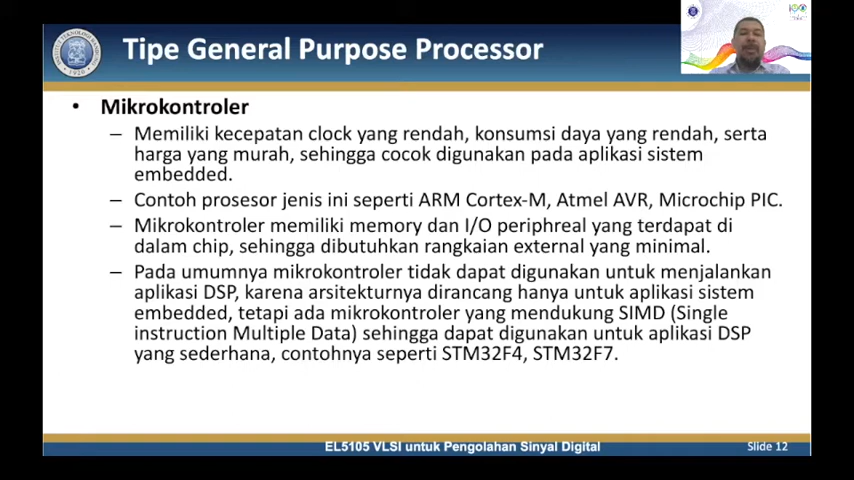 Tipe General Purpose Processor
• Mikrokontroler
– Memiliki kecepatan clock yang rendah, konsumsi daya yang rendah, serta
harga yang murah, sehingga cocok digunakan pada aplikasi sistem
embedded.
– Contoh prosesor jenis ini seperti ARM Cortex-M, Atmel AVR, Microchip PIC.
– Mikrokontroler memiliki memory dan I/O periphreal yang terdapat di
dalam chip, sehingga dibutuhkan rangkaian external yang minimal.
– Pada umumnya mikrokontroler tidak dapat digunakan untuk menjalankan
aplikasi DSP, karena arsitekturnya dirancang hanya untuk aplikasi sistem
embedded, tetapi ada mikrokontroler yang mendukung SIMD (Single
instruction Multiple Data) sehingga dapat digunakan untuk aplikasi DSP
yang sederhana, contohnya seperti STM32F4, STM32F7.
EL5105 VLSI untuk Pengolahan Sinyal Digital
Slide 12